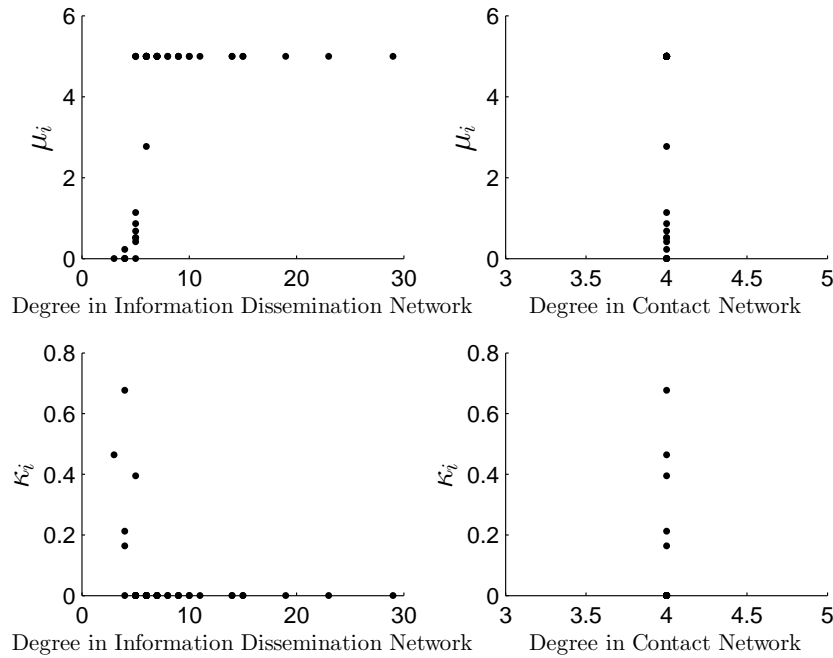 6
4
2
0
μᵢ
0 10 20 30
Degree in Information Dissemination Network
6
4
2
0
μᵢ
3 3.5 4 4.5 5
Degree in Contact Network
0.8
0.6
0.4
0.2
0
κᵢ
0 10 20 30
Degree in Information Dissemination Network
0.8
0.6
0.4
0.2
0
κᵢ
3 3.5 4 4.5 5
Degree in Contact Network